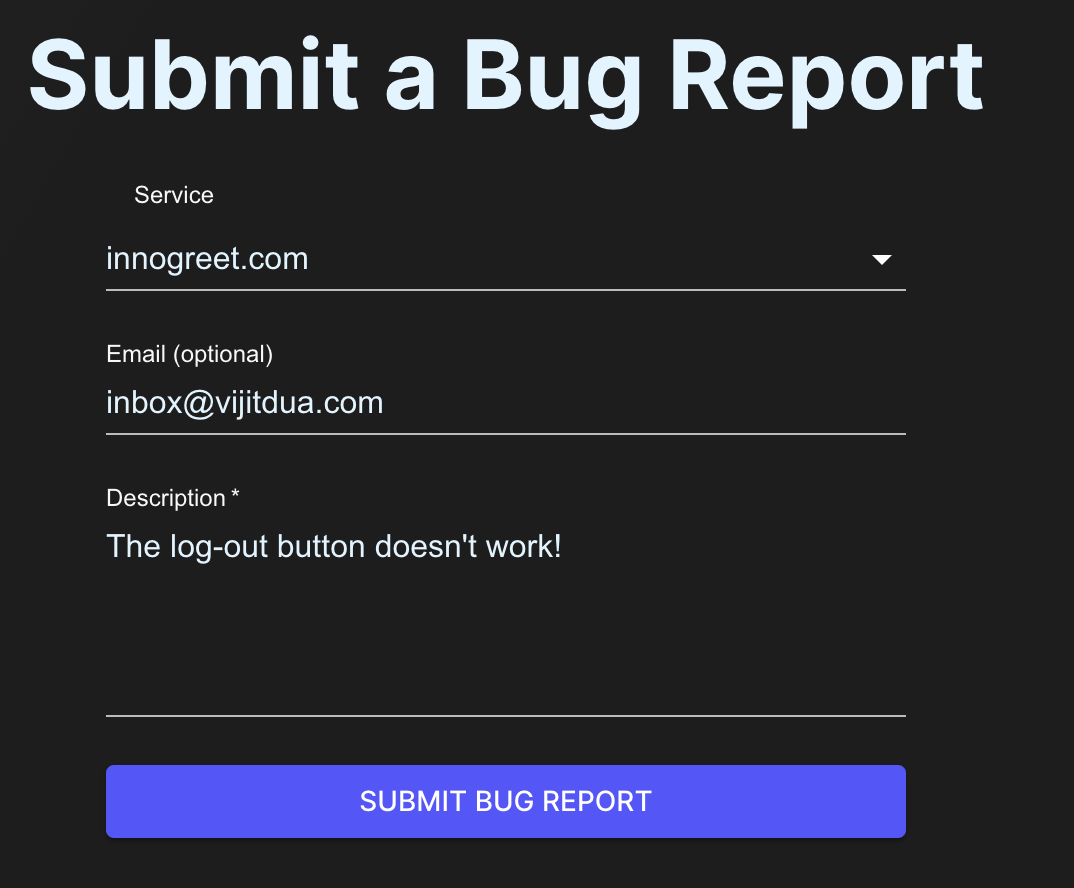 Submit a Bug Report
Service
innogreet.com
Email (optional)
inbox@vijitdua.com
Description *
The log-out button doesn't work!
SUBMIT BUG REPORT